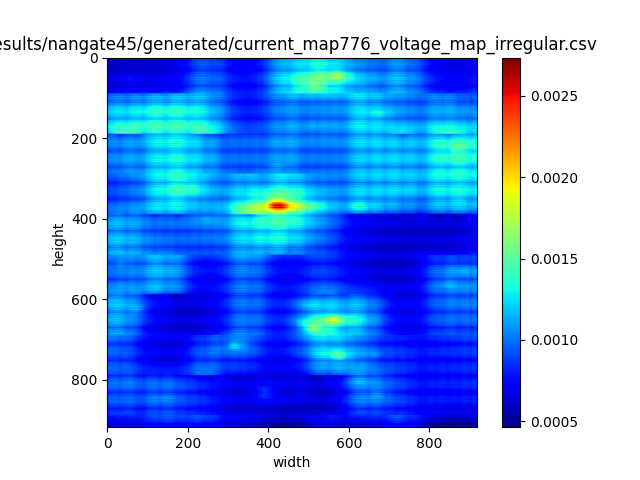 esults/nangate45/generated/current_map776_voltage_map_irregular.csv
0
200
400
600
800
height
0 200 400 600 800
width
0.0025
0.0020
0.0015
0.0010
0.0005